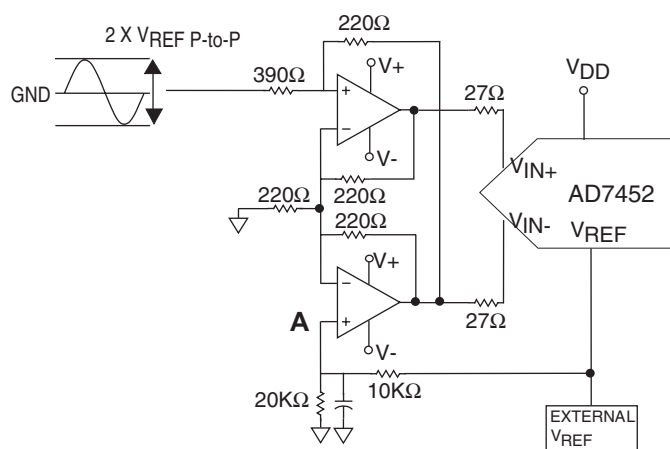 2 X VREF P-to-P
GND
390Ω
220Ω
V+
+
−
V-
27Ω
VDD
VIN+
AD7452
VIN-
VREF
220Ω
220Ω
220Ω
V+
−
+
A
V-
27Ω
20KΩ
10KΩ
EXTERNAL
VREF